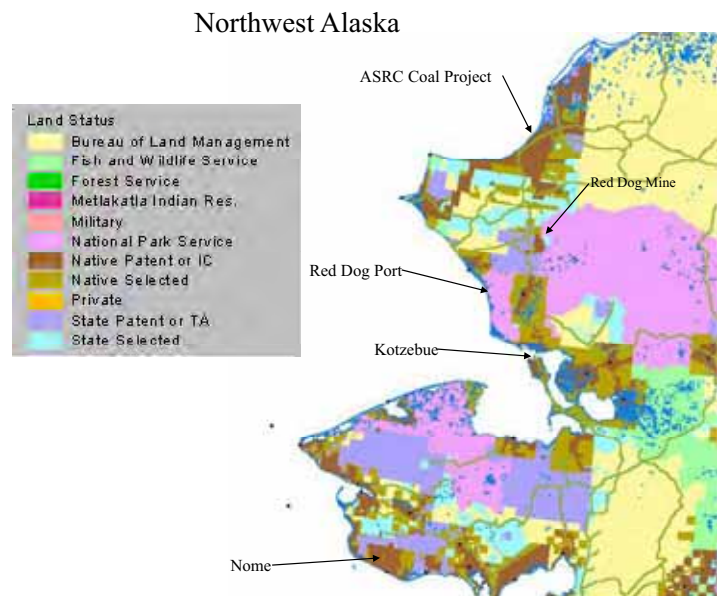 Northwest Alaska
ASRC Coal Project
Land Status
Bureau of Land Management
Fish and Wildlife Service
Forest Service
Metlakatla Indian Res.
Military
National Park Service
Native Patent or IC
Native Selected
Private
State Patent or TA
State Selected
Red Dog Mine
Red Dog Port
Kotzebue
Nome